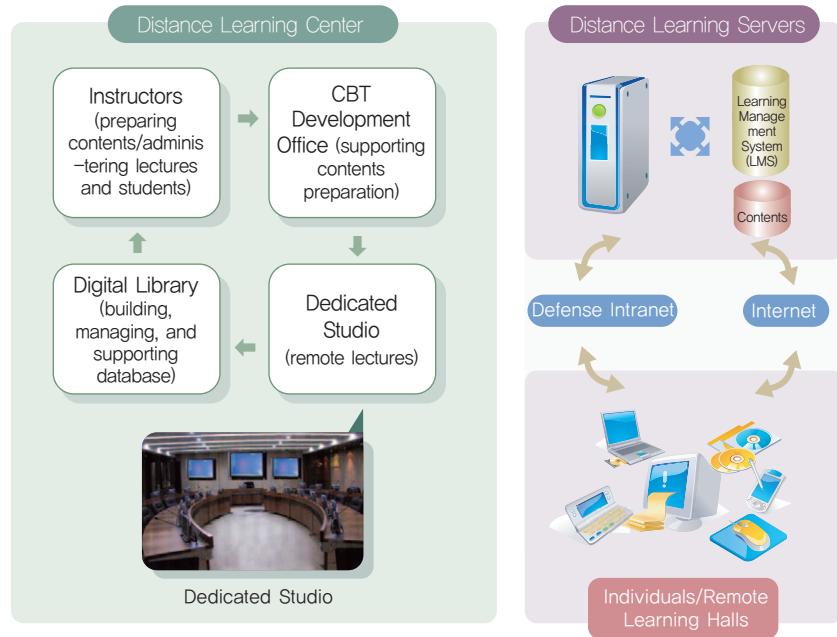 Distance Learning Center
Instructors
(preparing
contents/adminis
-tering lectures
and students)
CBT
Development
Office (supporting
contents
preparation)
Digital Library
(building,
managing, and
supporting
database)
Dedicated
Studio
(remote lectures)
Dedicated Studio
Distance Learning Servers
Learning
Manage
ment
System
(LMS)
Contents
Defense Intranet
Internet
Individuals/Remote
Learning Halls